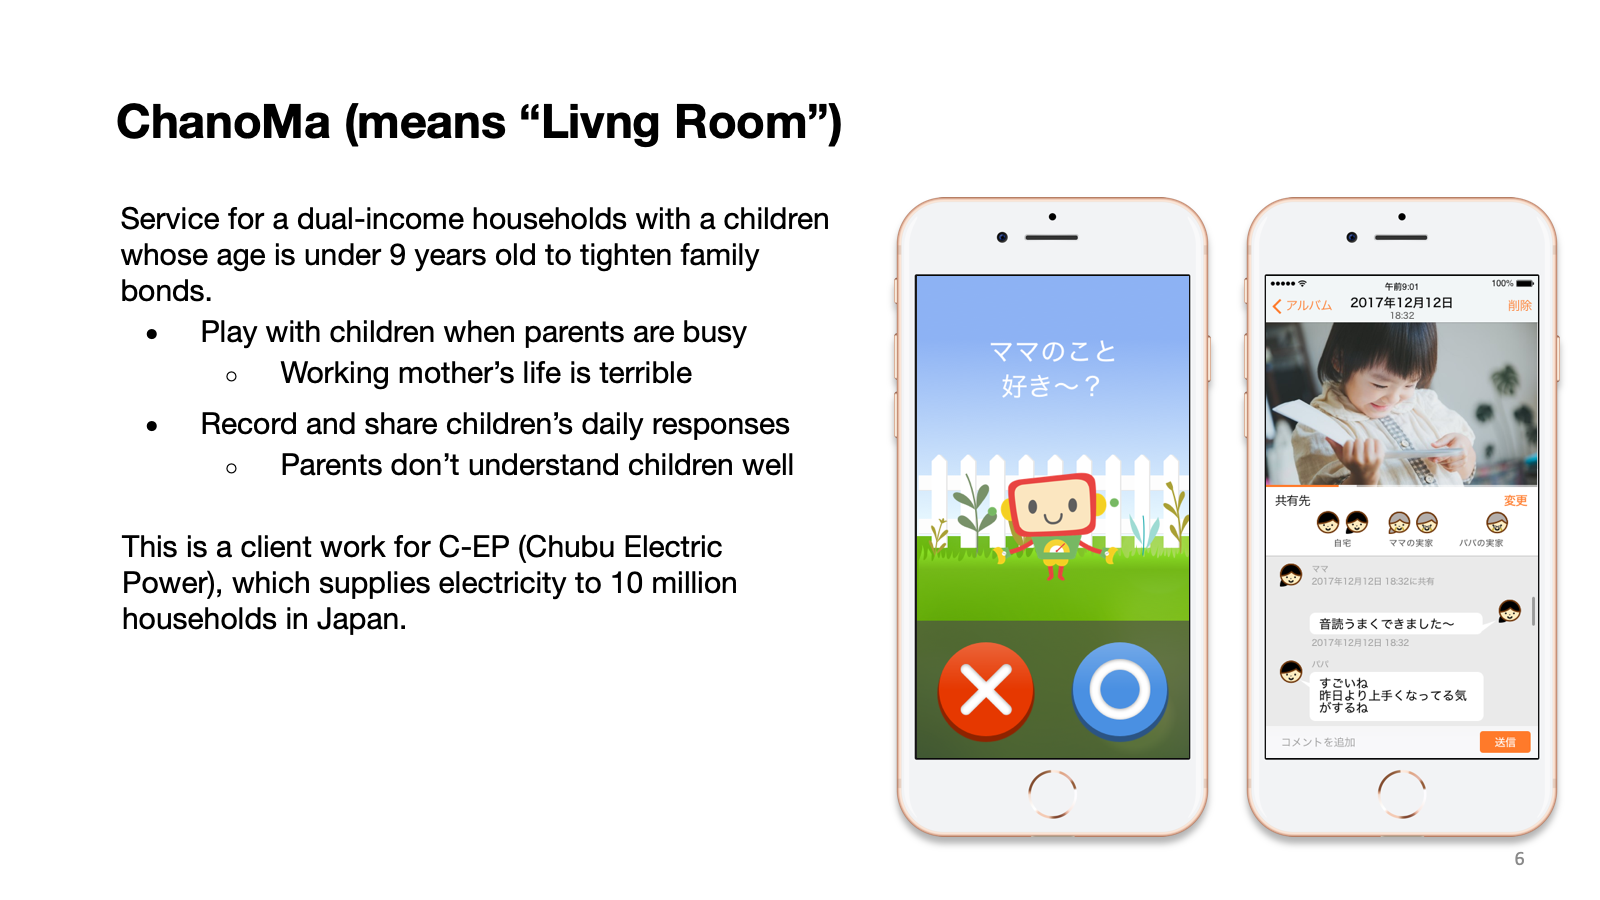 ChanoMa (means “Livng Room”)
Service for a dual-income households with a children
whose age is under 9 years old to tighten family
bonds.
● Play with children when parents are busy
○ Working mother’s life is terrible
● Record and share children’s daily responses
○ Parents don’t understand children well
This is a client work for C-EP (Chubu Electric
Power), which supplies electricity to 10 million
households in Japan.
ママのこと
好き〜？
午前9:01
100%
アルバム
2017年12月12日
削除
18:32
共有先
変更
自宅
ママの実家
パパの実家
ママ
2017年12月12日 18:32に共有
音読うまくできました〜
2017年12月12日 18:32
パパ
すごいね
昨日より上手くなってる気
がするね
コメントを追加
送信
6